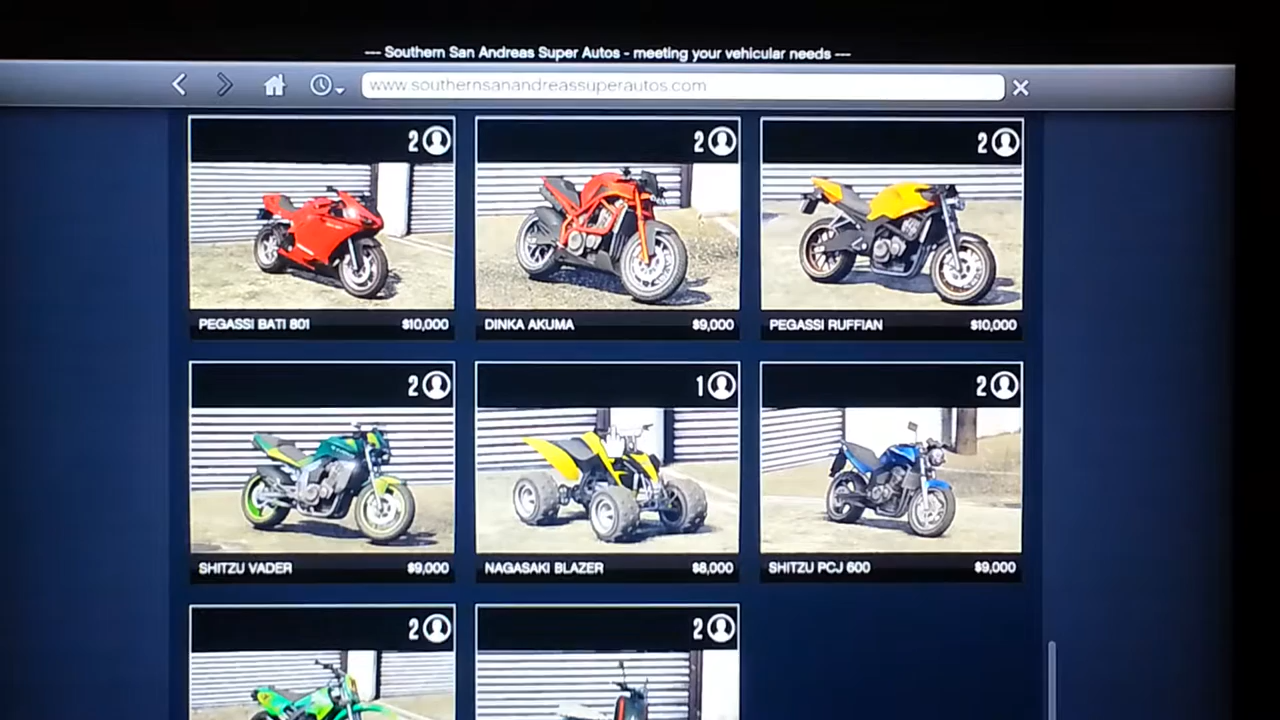 --- Southern San Andreas Super Autos - meeting your vehicular needs ---
www.southernsanandreassuperautos.com
2 2 2
PEGASSI BATI 801 $10,000 DINKA AKUMA $9,000 PEGASSI RUFFIAN $10,000
2 1 2
SHITZU VADER $9,000 NAGASAKI BLAZER $8,000 SHITZU PCJ 600 $9,000
2 2